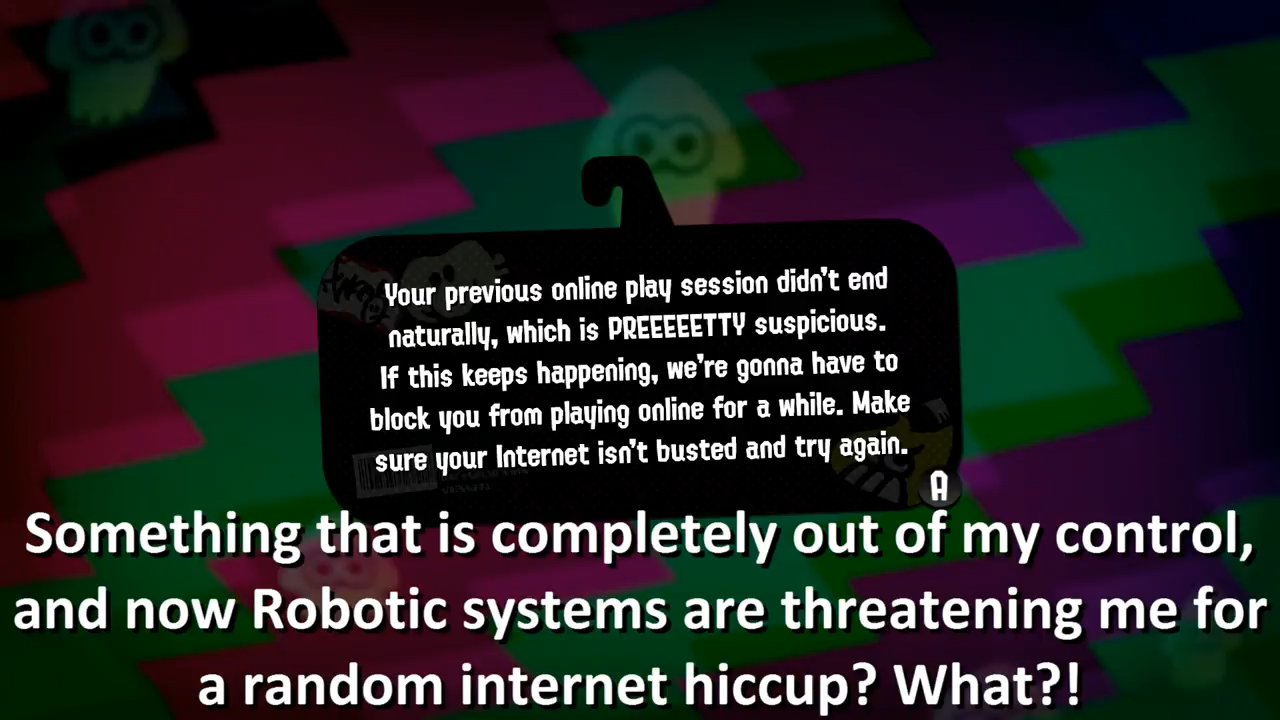 Your previous online play session didn't end
naturally, which is PREEEEETTY suspicious.
If this keeps happening, we're gonna have to
block you from playing online for a while. Make
sure your Internet isn't busted and try again.
A
Something that is completely out of my control,
and now Robotic systems are threatening me for
a random internet hiccup? What?!